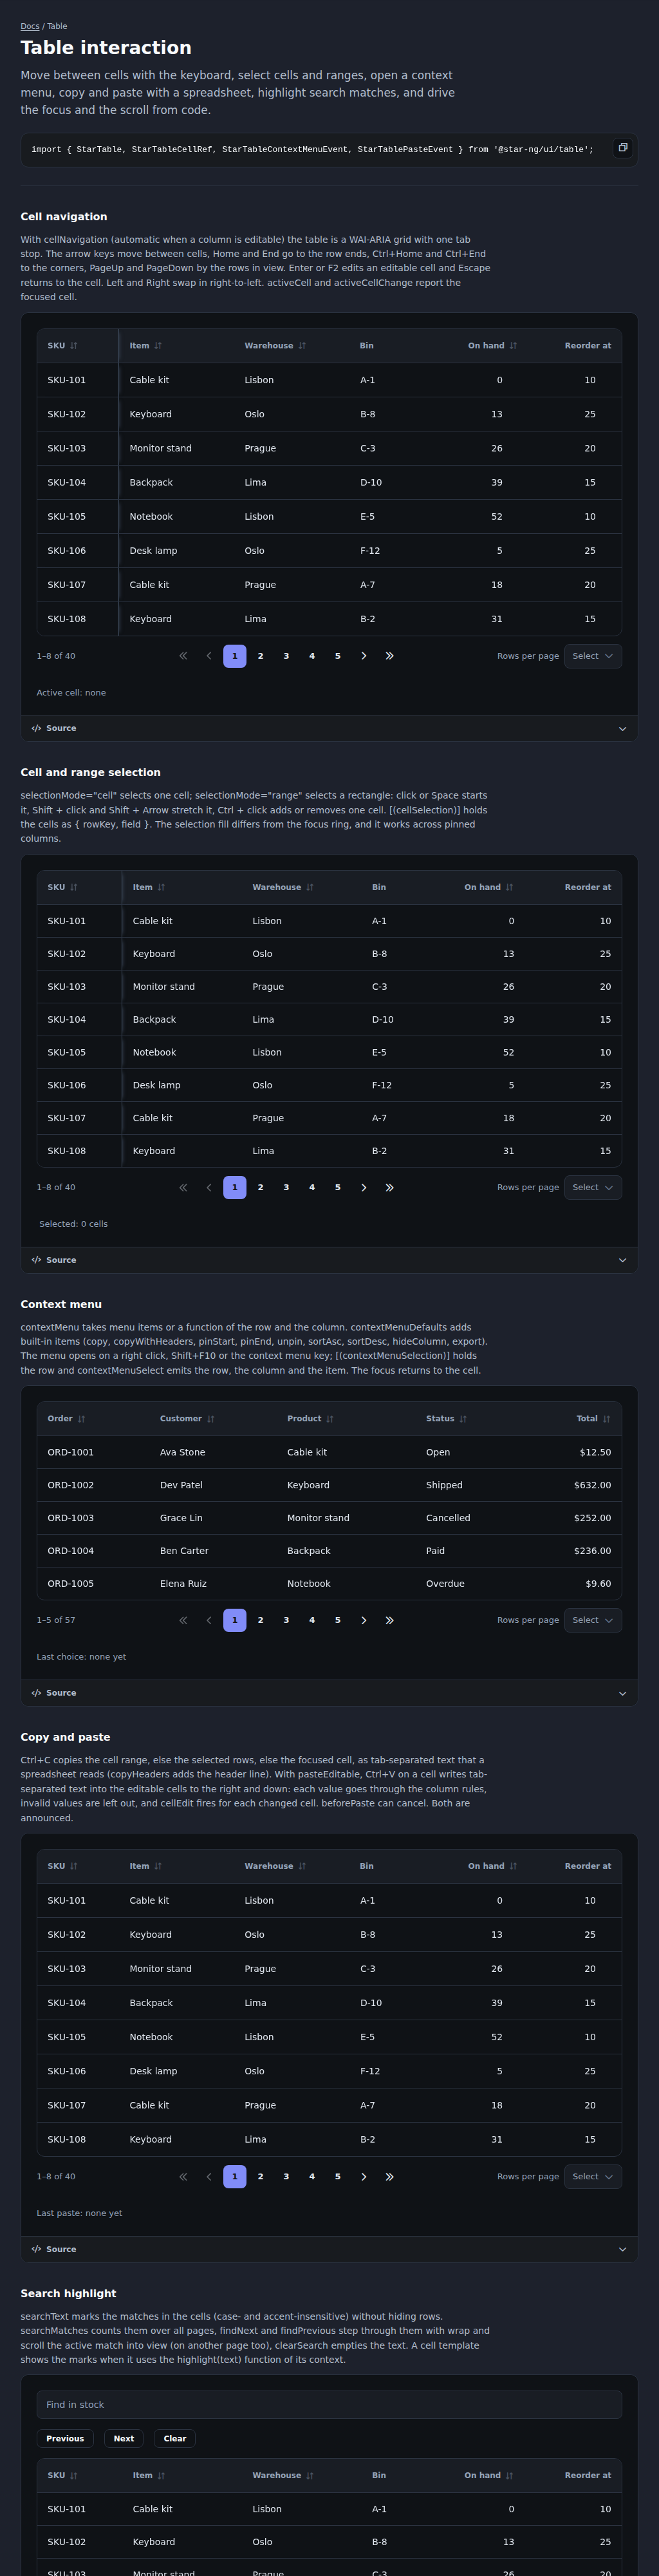 Docs / Table
Table interaction
Move between cells with the keyboard, select cells and ranges, open a context
menu, copy and paste with a spreadsheet, highlight search matches, and drive
the focus and the scroll from code.
import { StarTable, StarTableCellRef, StarTableContextMenuEvent, StarTablePasteEvent } from '@star-ng/ui/table';
Cell navigation
With cellNavigation (automatic when a column is editable) the table is a WAI-ARIA grid with one tab
stop. The arrow keys move between cells, Home and End go to the row ends, Ctrl+Home and Ctrl+End
to the corners, PageUp and PageDown by the rows in view. Enter or F2 edits an editable cell and Escape
returns to the cell. Left and Right swap in right-to-left. activeCell and activeCellChange report the
focused cell.
SKU Item Warehouse Bin On hand Reorder at
SKU-101 Cable kit Lisbon A-1 0 10
SKU-102 Keyboard Oslo B-8 13 25
SKU-103 Monitor stand Prague C-3 26 20
SKU-104 Backpack Lima D-10 39 15
SKU-105 Notebook Lisbon E-5 52 10
SKU-106 Desk lamp Oslo F-12 5 25
SKU-107 Cable kit Prague A-7 18 20
SKU-108 Keyboard Lima B-2 31 15
1–8 of 40 1 2 3 4 5 Rows per page Select
Active cell: none
Source
Cell and range selection
selectionMode="cell" selects one cell; selectionMode="range" selects a rectangle: click or Space starts
it, Shift + click and Shift + Arrow stretch it, Ctrl + click adds or removes one cell. [(cellSelection)] holds
the cells as { rowKey, field }. The selection fill differs from the focus ring, and it works across pinned
columns.
SKU Item Warehouse Bin On hand Reorder at
SKU-101 Cable kit Lisbon A-1 0 10
SKU-102 Keyboard Oslo B-8 13 25
SKU-103 Monitor stand Prague C-3 26 20
SKU-104 Backpack Lima D-10 39 15
SKU-105 Notebook Lisbon E-5 52 10
SKU-106 Desk lamp Oslo F-12 5 25
SKU-107 Cable kit Prague A-7 18 20
SKU-108 Keyboard Lima B-2 31 15
1–8 of 40 1 2 3 4 5 Rows per page Select
Selected: 0 cells
Source
Context menu
contextMenu takes menu items or a function of the row and the column. contextMenuDefaults adds
built-in items (copy, copyWithHeaders, pinStart, pinEnd, unpin, sortAsc, sortDesc, hideColumn, export).
The menu opens on a right click, Shift+F10 or the context menu key; [(contextMenuSelection)] holds
the row and contextMenuSelect emits the row, the column and the item. The focus returns to the cell.
Order Customer Product Status Total
ORD-1001 Ava Stone Cable kit Open $12.50
ORD-1002 Dev Patel Keyboard Shipped $632.00
ORD-1003 Grace Lin Monitor stand Cancelled $252.00
ORD-1004 Ben Carter Backpack Paid $236.00
ORD-1005 Elena Ruiz Notebook Overdue $9.60
1–5 of 57 1 2 3 4 5 Rows per page Select
Last choice: none yet
Source
Copy and paste
Ctrl+C copies the cell range, else the selected rows, else the focused cell, as tab-separated text that a
spreadsheet reads (copyHeaders adds the header line). With pasteEditable, Ctrl+V on a cell writes tab-
separated text into the editable cells to the right and down: each value goes through the column rules,
invalid values are left out, and cellEdit fires for each changed cell. beforePaste can cancel. Both are
announced.
SKU Item Warehouse Bin On hand Reorder at
SKU-101 Cable kit Lisbon A-1 0 10
SKU-102 Keyboard Oslo B-8 13 25
SKU-103 Monitor stand Prague C-3 26 20
SKU-104 Backpack Lima D-10 39 15
SKU-105 Notebook Lisbon E-5 52 10
SKU-106 Desk lamp Oslo F-12 5 25
SKU-107 Cable kit Prague A-7 18 20
SKU-108 Keyboard Lima B-2 31 15
1–8 of 40 1 2 3 4 5 Rows per page Select
Last paste: none yet
Source
Search highlight
searchText marks the matches in the cells (case- and accent-insensitive) without hiding rows.
searchMatches counts them over all pages, findNext and findPrevious step through them with wrap and
scroll the active match into view (on another page too), clearSearch empties the text. A cell template
shows the marks when it uses the highlight(text) function of its context.
Find in stock
Previous Next Clear
SKU Item Warehouse Bin On hand Reorder at
SKU-101 Cable kit Lisbon A-1 0 10
SKU-102 Keyboard Oslo B-8 13 25
SKU-103 Monitor stand Prague C-3 26 20